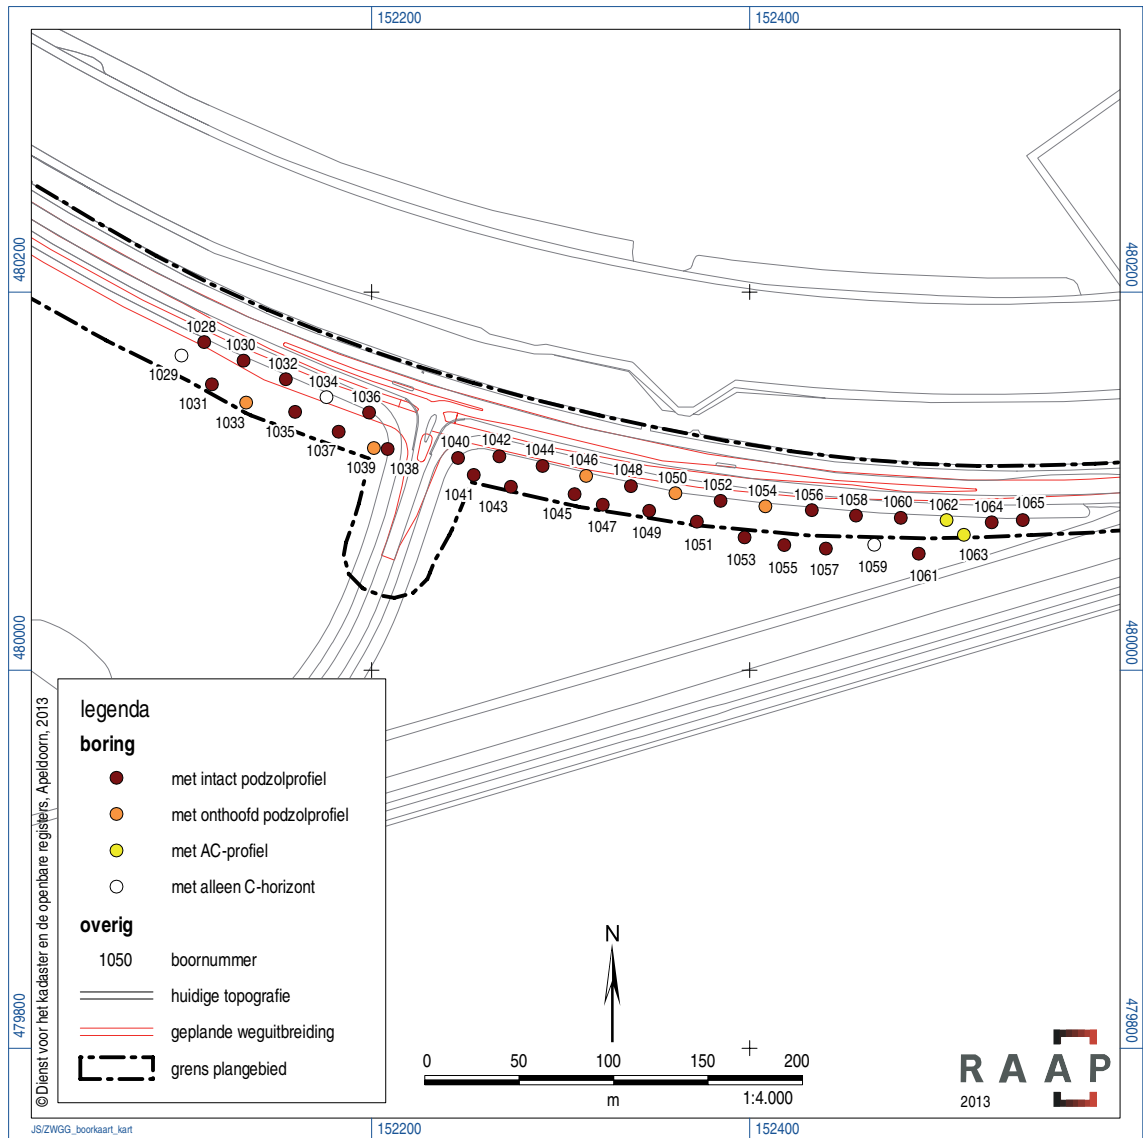 152200
152400
480200
480200
1028
1030
1032
1034
1036
1029
1031
1033
1035
1037
1039
1038
1040
1042
1044
1046
1048
1050
1052
1054
1056
1058
1060
1062
1064
1065
1041
1043
1045
1047
1049
1051
1053
1055
1057
1059
1061
1063
480000
480000
legenda
boring
met intact podzolprofiel
met onthoofd podzolprofiel
met AC-profiel
met alleen C-horizont
overig
1050 boornummer
huidige topografie
geplande weguitbreiding
grens plangebied
© Dienst voor het kadaster en de openbare registers, Apeldoorn, 2013
N
0 50 100 150 200
m 1:4.000
RAAP
2013
479800
479800
JS/ZWGG_boorkaart_kart
152200
152400